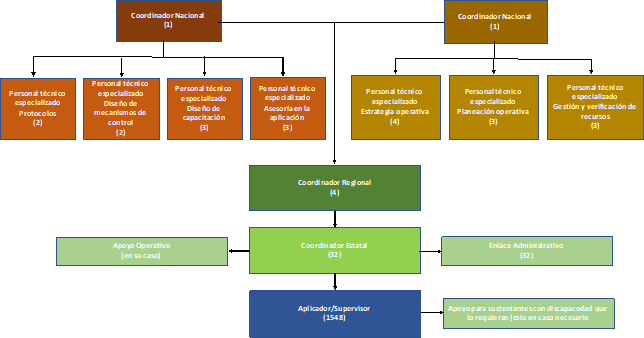 Coordinador Nacional
(1)
Coordinador Nacional
(1)
Personal técnico
especializado
Protocolos
(2)
Personal técnico
especializado
Diseño de
mecanismos de
control
(2)
Personal técnico
especializado
Diseño de
capacitación
(3)
Personal técnico
especializado
Asesoría en la
aplicación
(3)
Personal técnico
especializado
Estrategia operativa
(4)
Personal técnico
especializado
Planeación operativa
(3)
Personal técnico
especializado
Gestión y verificación de
recursos
(3)
Coordinador Regional
(4)
Apoyo Operativo
(en su caso)
Coordinador Estatal
(32)
Enlace Administrativo
(32)
Aplicador/Supervisor
(1548)
Apoyo para sustentantes con discapacodad que
lo requieran (solo en caso necesario